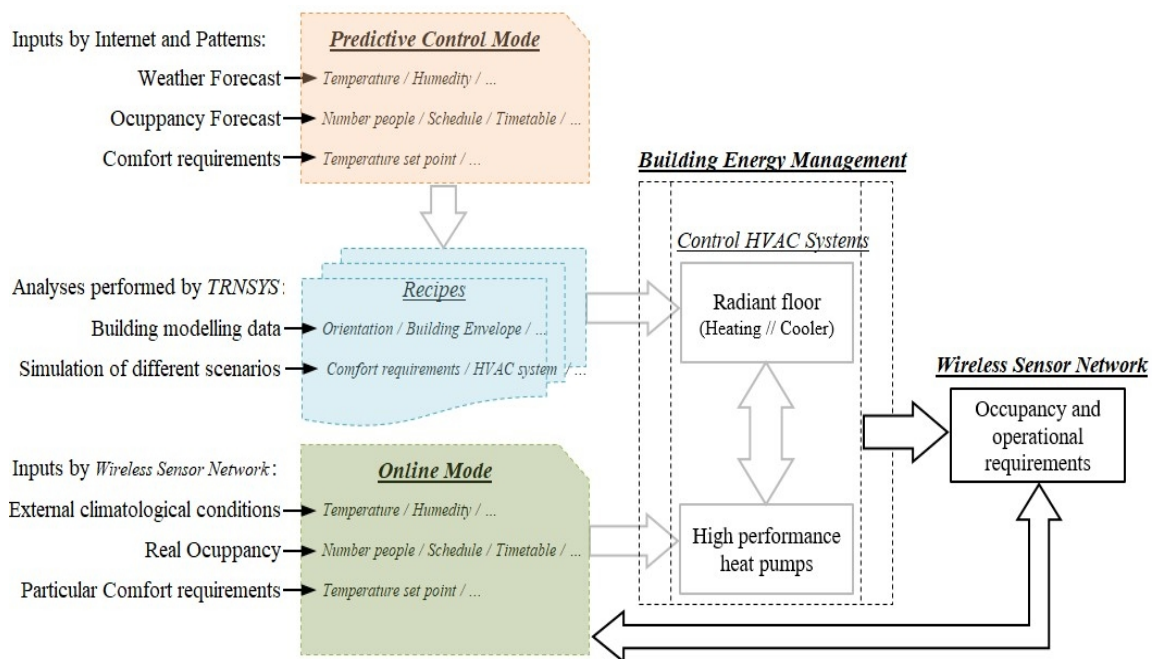 Inputs by Internet and Patterns:
Predictive Control Mode
Weather Forecast
Temperature / Humedity / ...
Ocuppancy Forecast
Number people / Schedule / Timetable / ...
Comfort requirements
Temperature set point / ...
Building Energy Management
Analyses performed by TRNSYS:
Recipes
Building modelling data
Orientation / Building Envelope / ...
Simulation of different scenarios
Comfort requirements / HVAC system / ...
Control HVAC Systems
Radiant floor
(Heating // Cooler)
High performance
heat pumps
Wireless Sensor Network
Occupancy and
operational
requirements
Inputs by Wireless Sensor Network:
Online Mode
External climatological conditions
Temperature / Humedity / ...
Real Ocuppancy
Number people / Schedule / Timetable / ...
Particular Comfort requirements
Temperature set point / ...